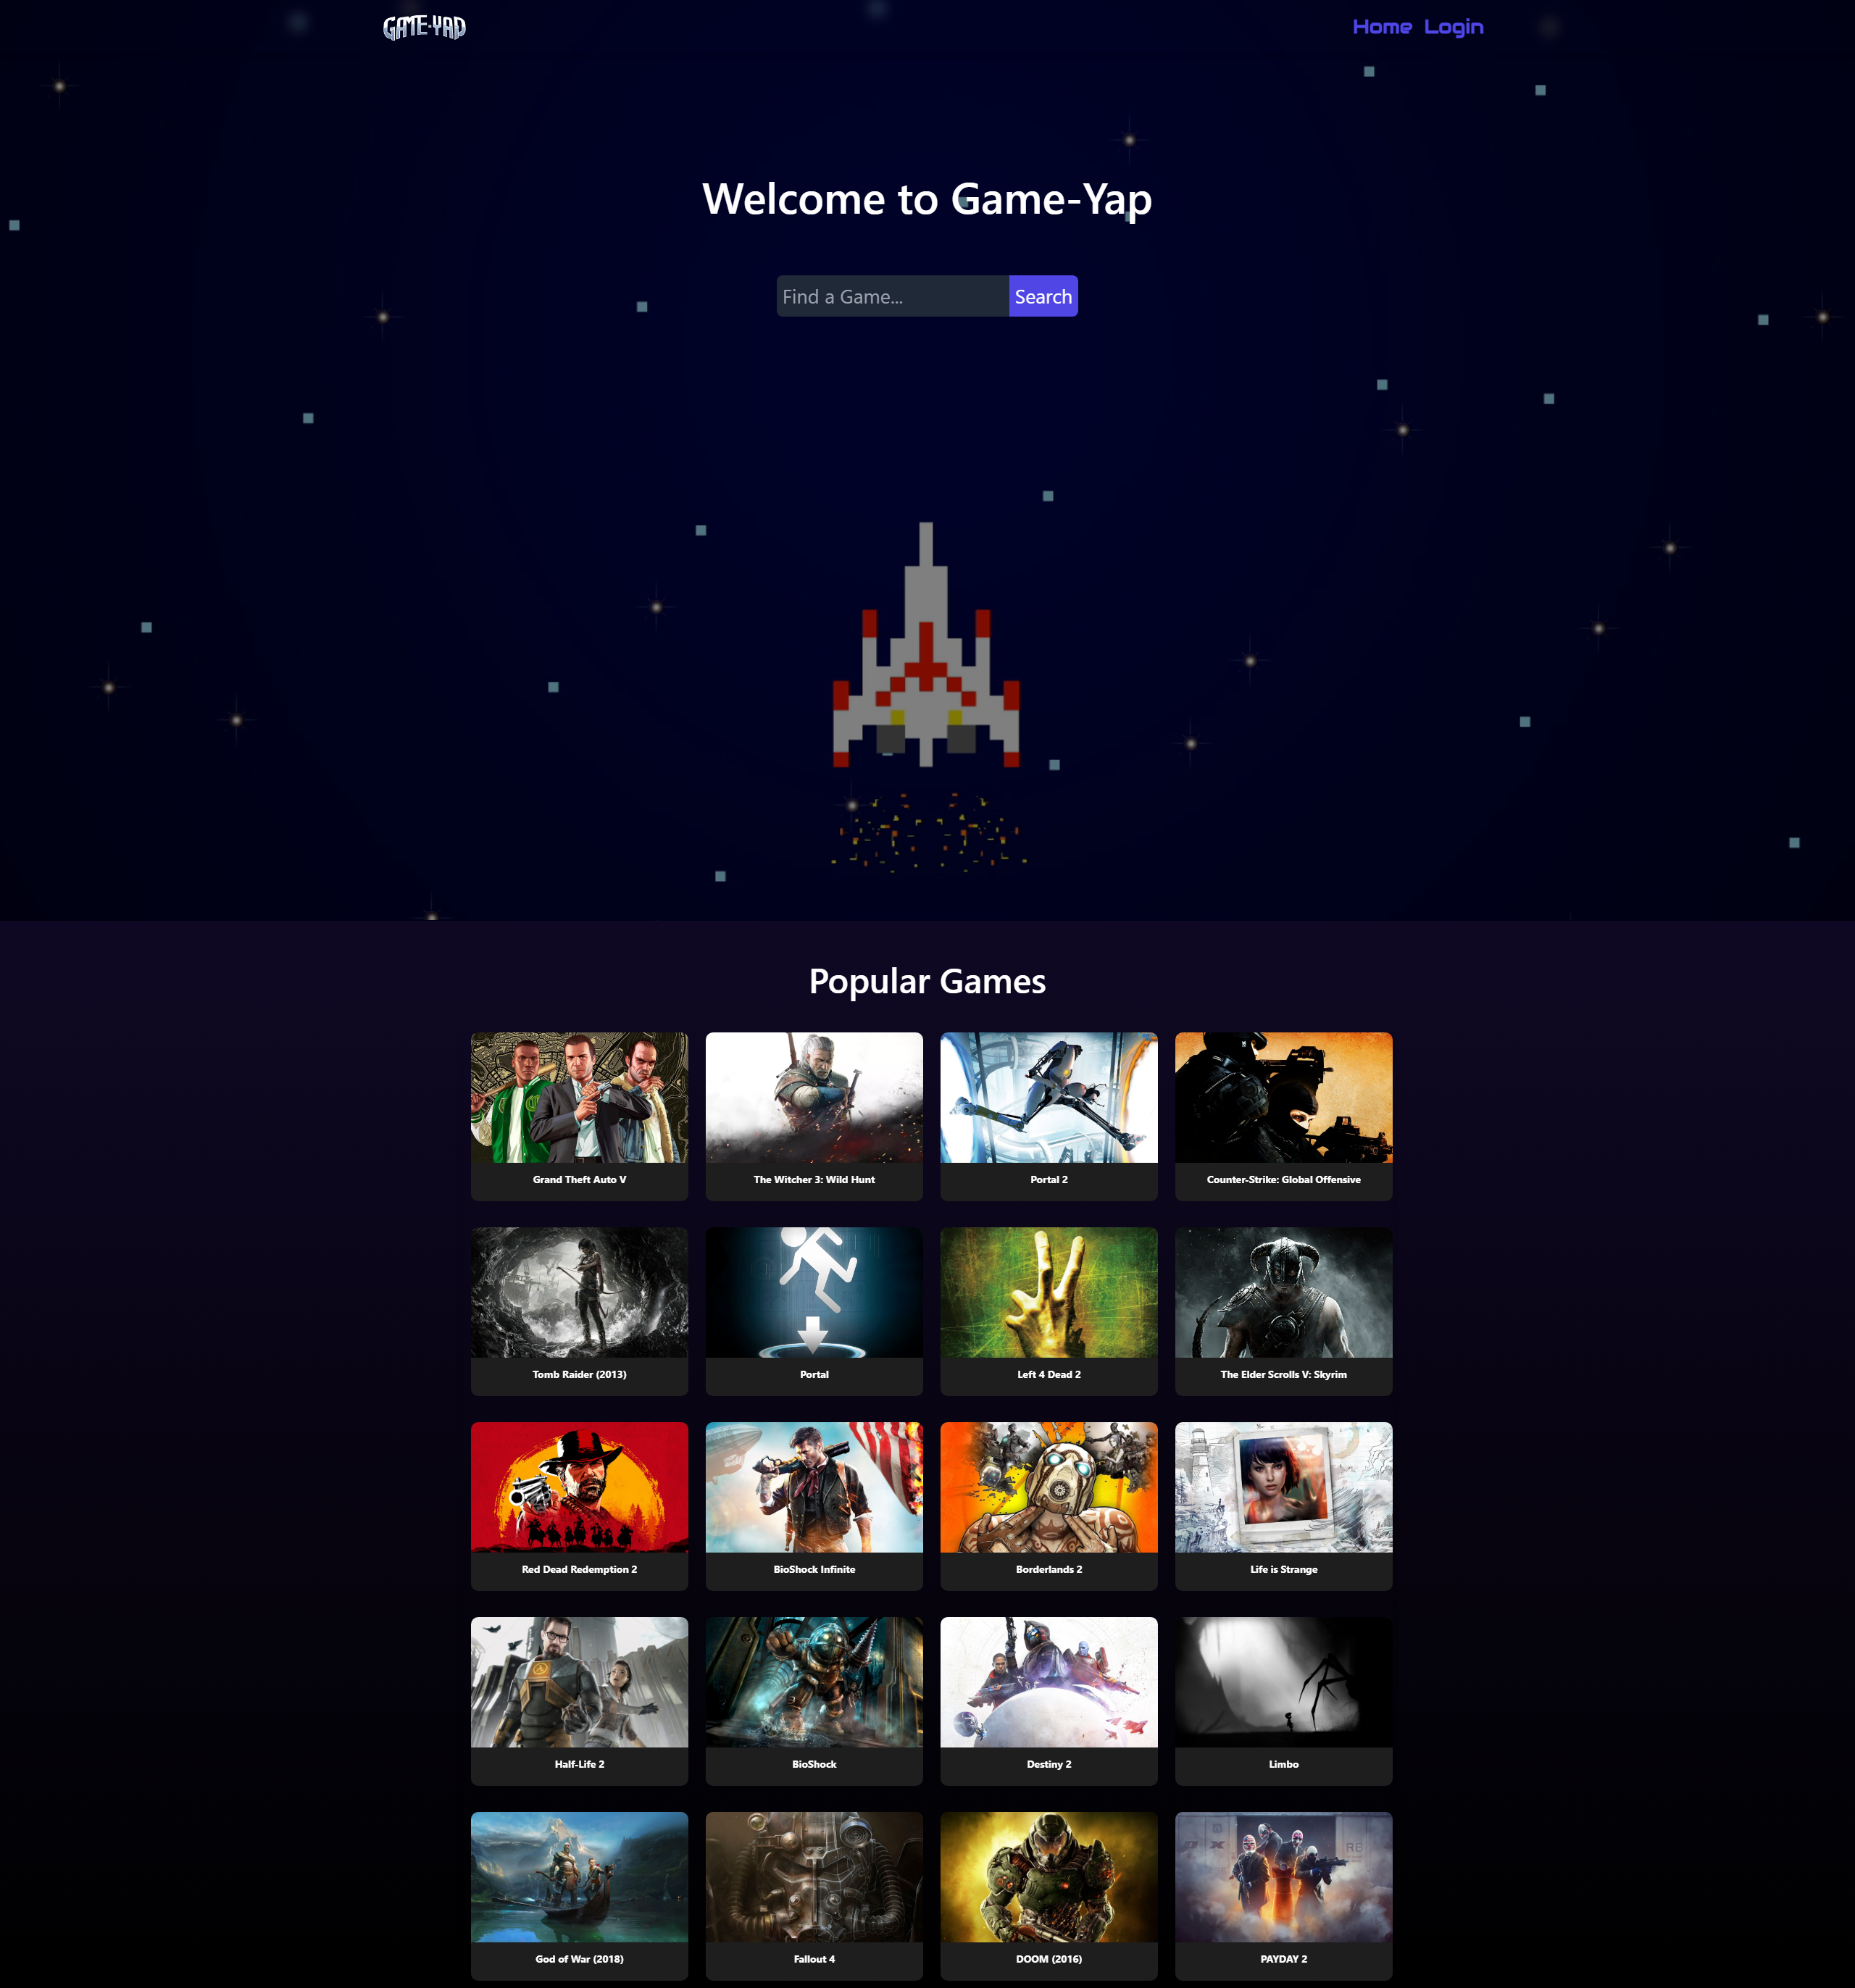 GAME-YAP
Home Login
Welcome to Game-Yap
Find a Game...
Search
Popular Games
Grand Theft Auto V
The Witcher 3: Wild Hunt
Portal 2
Counter-Strike: Global Offensive
Tomb Raider (2013)
Portal
Left 4 Dead 2
The Elder Scrolls V: Skyrim
Red Dead Redemption 2
BioShock Infinite
Borderlands 2
Life is Strange
Half-Life 2
BioShock
Destiny 2
Limbo
God of War (2018)
Fallout 4
DOOM (2016)
PAYDAY 2